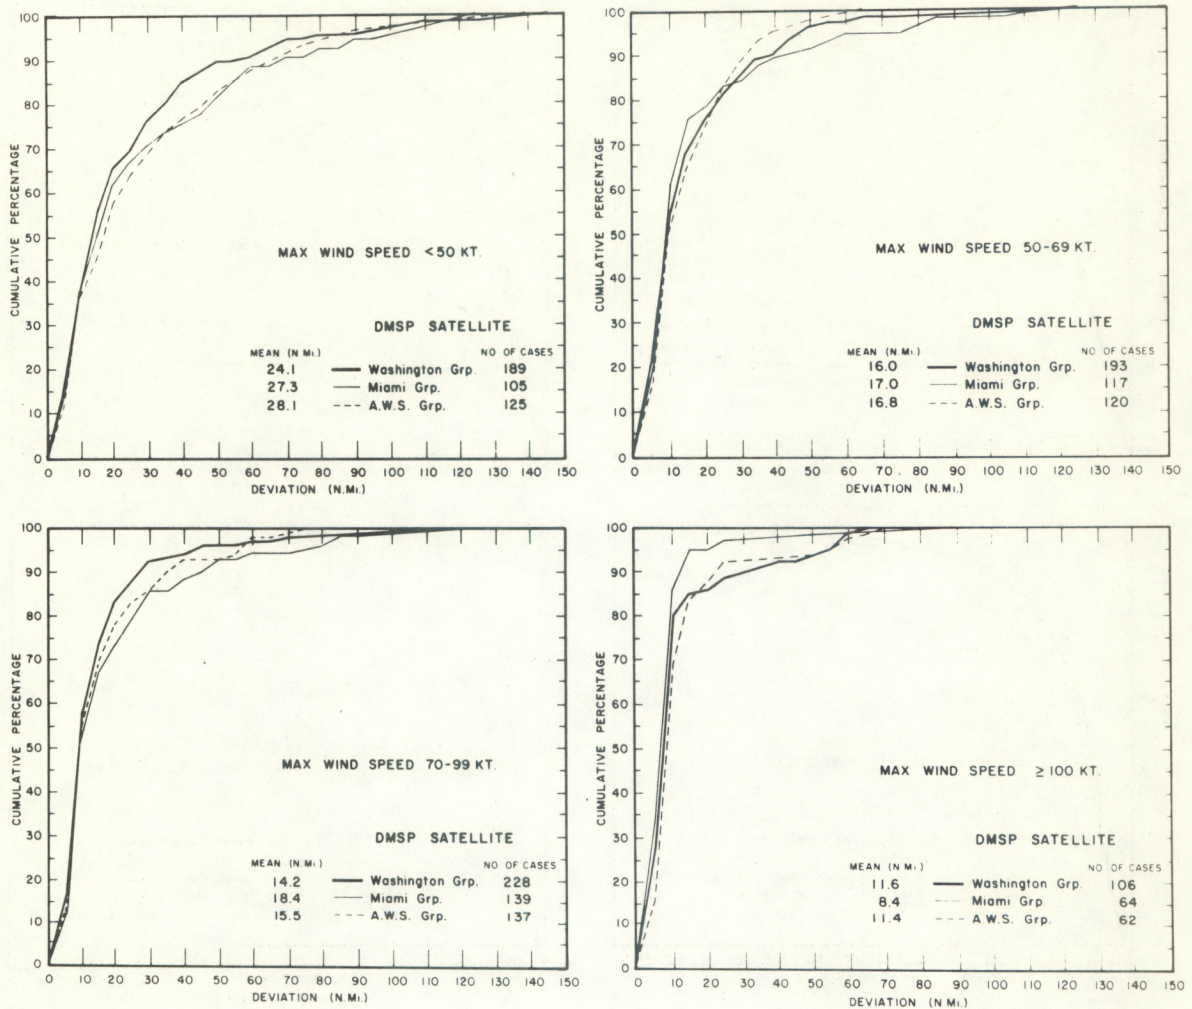 100
90
80
70
60
50
40
30
20
10
0
CUMULATIVE PERCENTAGE
MAX WIND SPEED <50 KT.
DMSP SATELLITE
MEAN (N.MI.) NO OF CASES
24.1 Washington Grp. 189
27.3 Miami Grp. 105
28.1 A.W.S. Grp. 125
10 20 30 40 50 60 70 80 90 100 110 120 130 140 150
DEVIATION (N.MI.)
100
90
80
70
60
50
40
30
20
10
0
CUMULATIVE PERCENTAGE
MAX WIND SPEED 50-69 KT.
DMSP SATELLITE
MEAN (N.MI.) NO OF CASES
16.0 Washington Grp. 193
17.0 Miami Grp. 117
16.8 A.W.S. Grp. 120
0 10 20 30 40 50 60 70 80 90 100 110 120 130 140 150
DEVIATION (N.MI.)
100
90
80
70
60
50
40
30
20
10
0
CUMULATIVE PERCENTAGE
MAX WIND SPEED 70-99 KT.
DMSP SATELLITE
MEAN (N.MI.) NO OF CASES
14.2 Washington Grp. 228
18.4 Miami Grp. 139
15.5 A.W.S. Grp. 137
0 10 20 30 40 50 60 70 80 90 100 110 120 130 140 150
DEVIATION (N.MI.)
100
90
80
70
60
50
40
30
20
10
0
CUMULATIVE PERCENTAGE
MAX WIND SPEED ≥100 KT.
DMSP SATELLITE
MEAN (N.MI.) NO OF CASES
11.6 Washington Grp. 106
8.4 Miami Grp 64
11.4 A.W.S. Grp. 62
10 20 30 40 50 60 70 80 90 100 110 120 130 140 150
DEVIATION (N MI.)